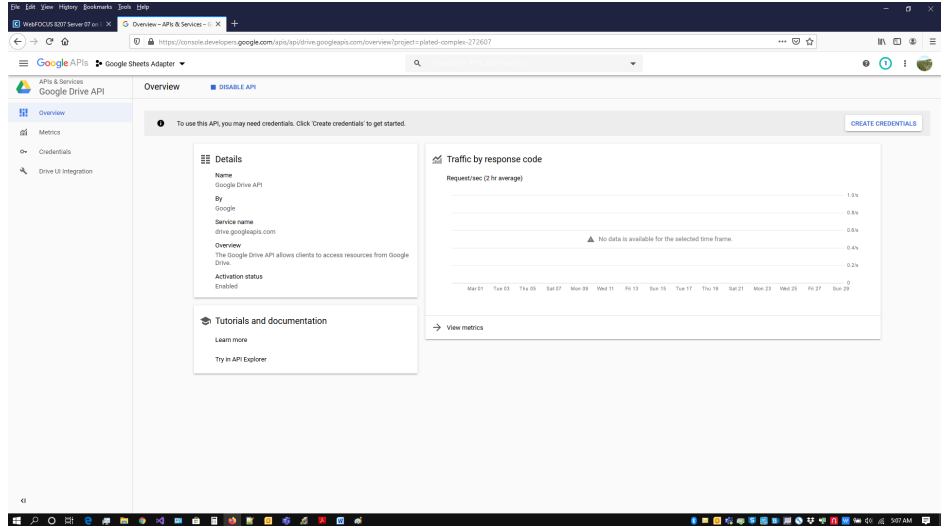 File Edit View History Bookmarks Tools Help
WebFOCUS 8207 Server 07 on
Overview – APIs & Services –
https://console.developers.google.com/apis/api/drive.googleapis.com/overview?project=plated-complex-272607
Google APIs
Google Sheets Adapter
1
APIs & Services
Google Drive API
Overview
DISABLE API
Overview
Metrics
Credentials
Drive UI Integration
To use this API, you may need credentials. Click 'Create credentials' to get started.
CREATE CREDENTIALS
Details
Name
Google Drive API
By
Google
Service name
drive.googleapis.com
Overview
The Google Drive API allows clients to access resources from Google
Drive.
Activation status
Enabled
Tutorials and documentation
Learn more
Try in API Explorer
Traffic by response code
Request/sec (2 hr average)
1.0/s
0.8/s
0.6/s
No data is available for the selected time frame.
0.4/s
0.2/s
0
Mar 01 Tue 03 Thu 05 Sat 07 Mon 09 Wed 11 Fri 13 Sun 15 Tue 17 Thu 19 Sat 21 Mon 23 Wed 25 Fri 27 Sun 29
View metrics
5:07 AM